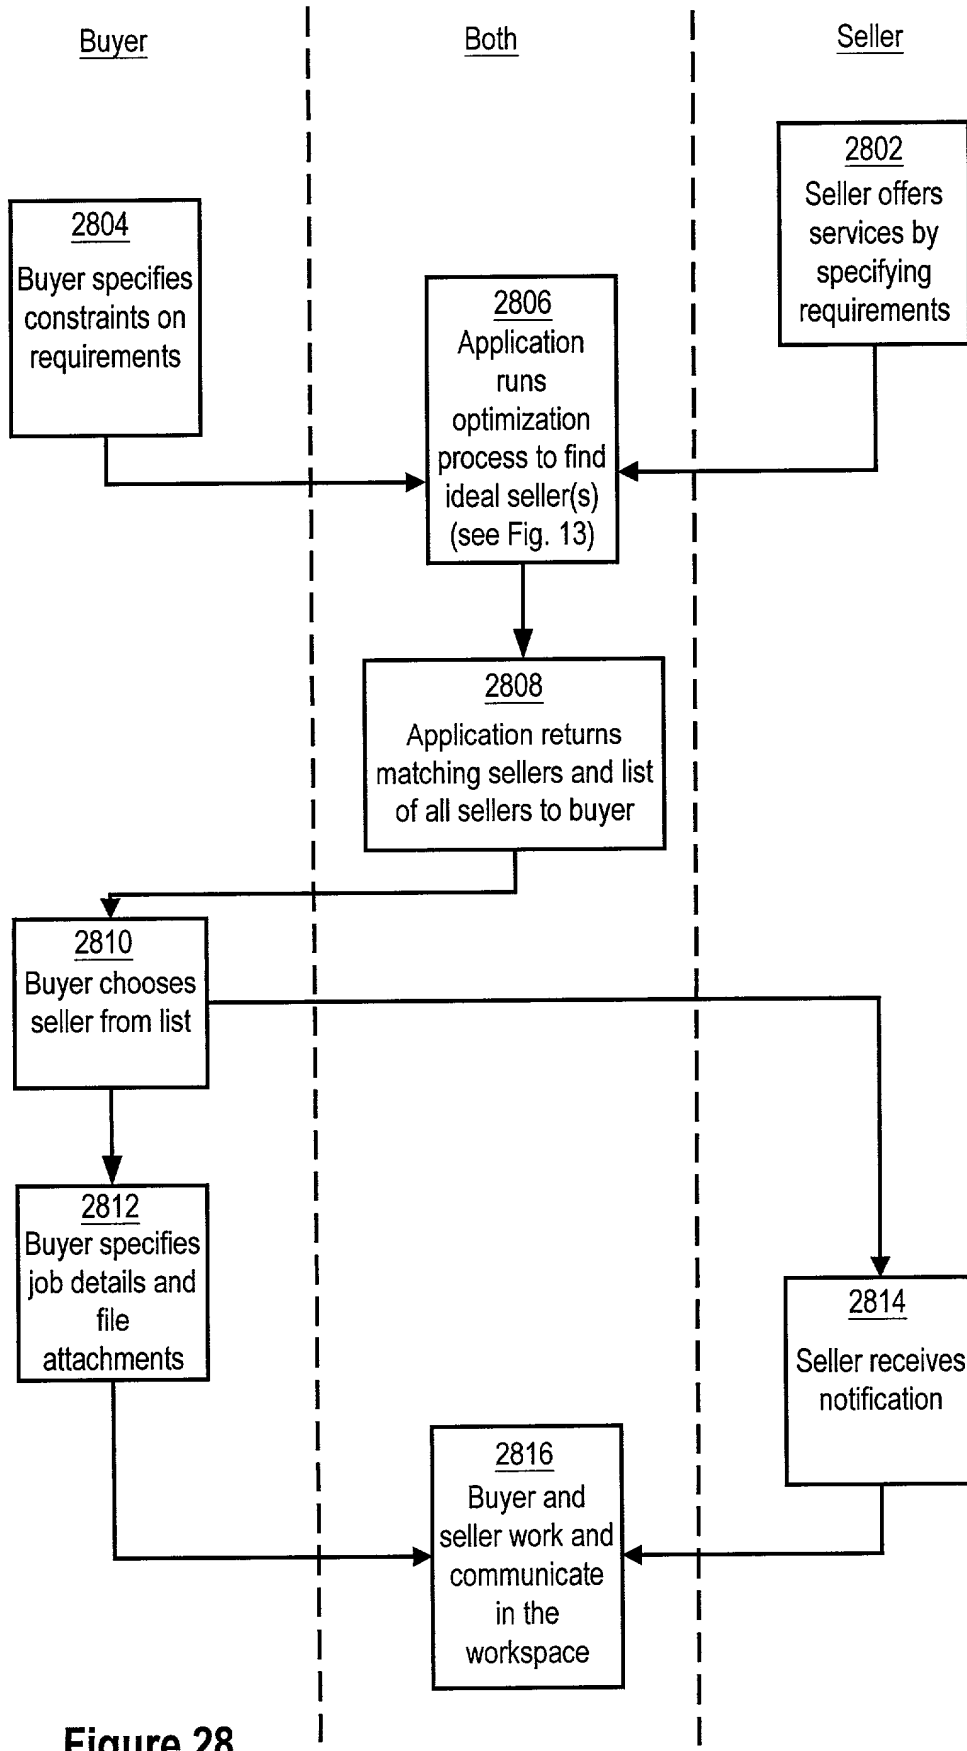 Buyer
Both
Seller
2802
Seller offers
services by
specifying
requirements
2804
Buyer specifies
constraints on
requirements
2806
Application
runs
optimization
process to find
ideal seller(s)
(see Fig. 13)
2808
Application returns
matching sellers and list
of all sellers to buyer
2810
Buyer chooses
seller from list
2812
Buyer specifies
job details and
file
attachments
2814
Seller receives
notification
2816
Buyer and
seller work and
communicate
in the
workspace
Figure 28